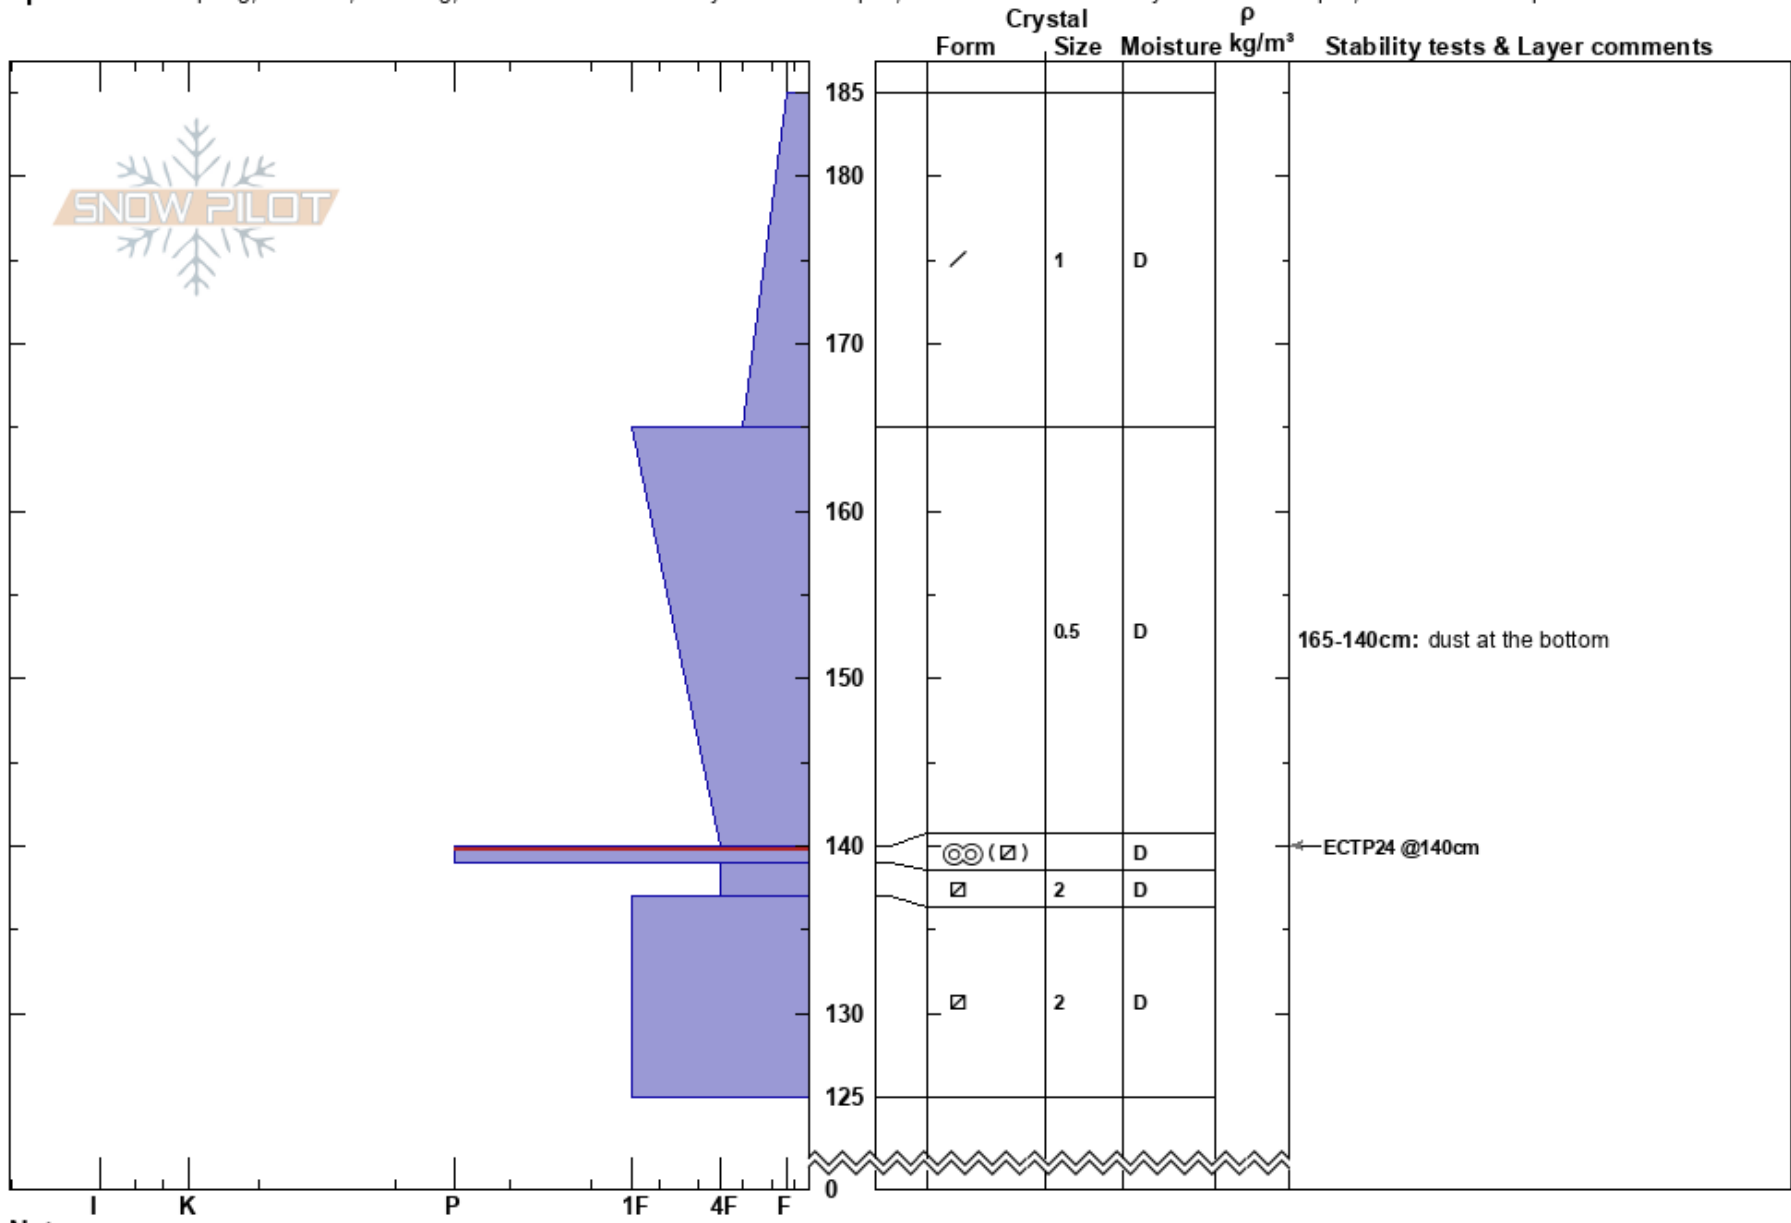 Crystal
ρ
Form Size Moisture kg/m³ Stability tests & Layer comments
185
180
SNOW PILOT
1 D
170
160
0.5 D
165-140cm: dust at the bottom
150
140
D
ECTP24 @140cm
2 D
2 D
130
125
0
I K P 1F 4F F